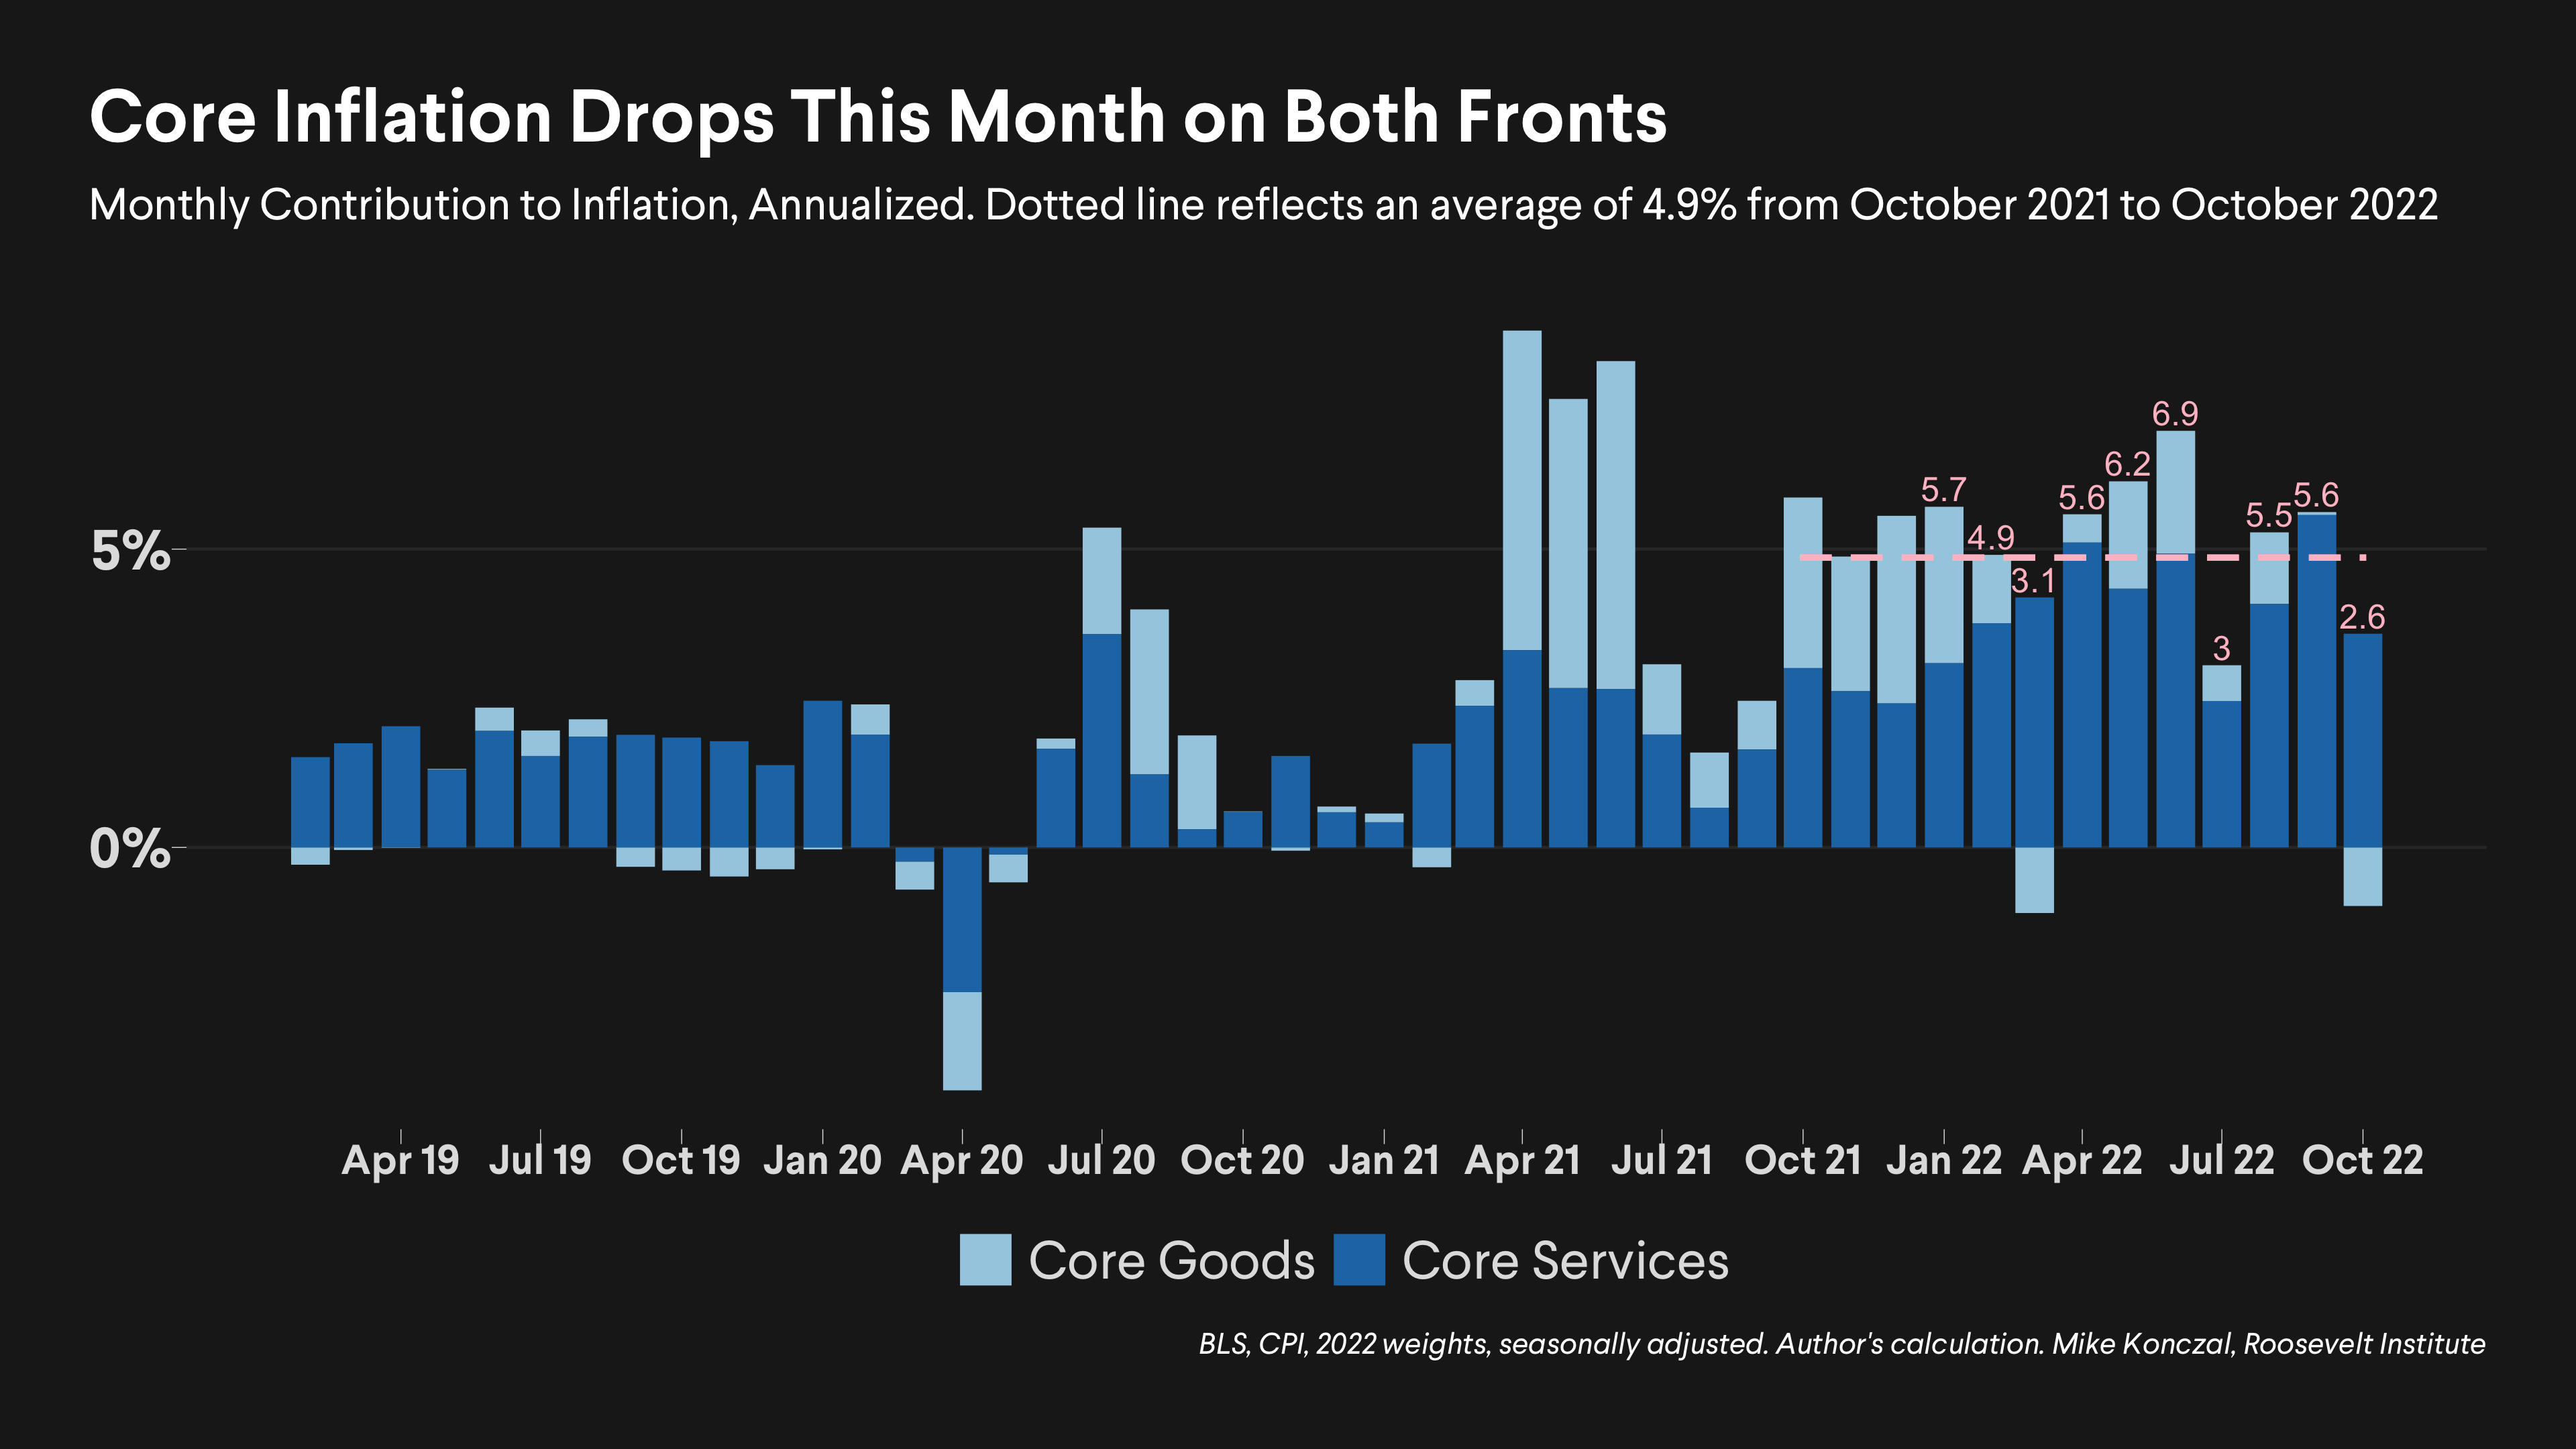 Core Inflation Drops This Month on Both Fronts
Monthly Contribution to Inflation, Annualized. Dotted line reflects an average of 4.9% from October 2021 to October 2022
6.9
6.2
5.7
5.6
5.5
5.6
4.9
3.1
3
2.6
5%
0%
Apr 19 Jul 19 Oct 19 Jan 20 Apr 20 Jul 20 Oct 20 Jan 21 Apr 21 Jul 21 Oct 21 Jan 22 Apr 22 Jul 22 Oct 22
Core Goods Core Services
BLS, CPI, 2022 weights, seasonally adjusted. Author's calculation. Mike Konczal, Roosevelt Institute